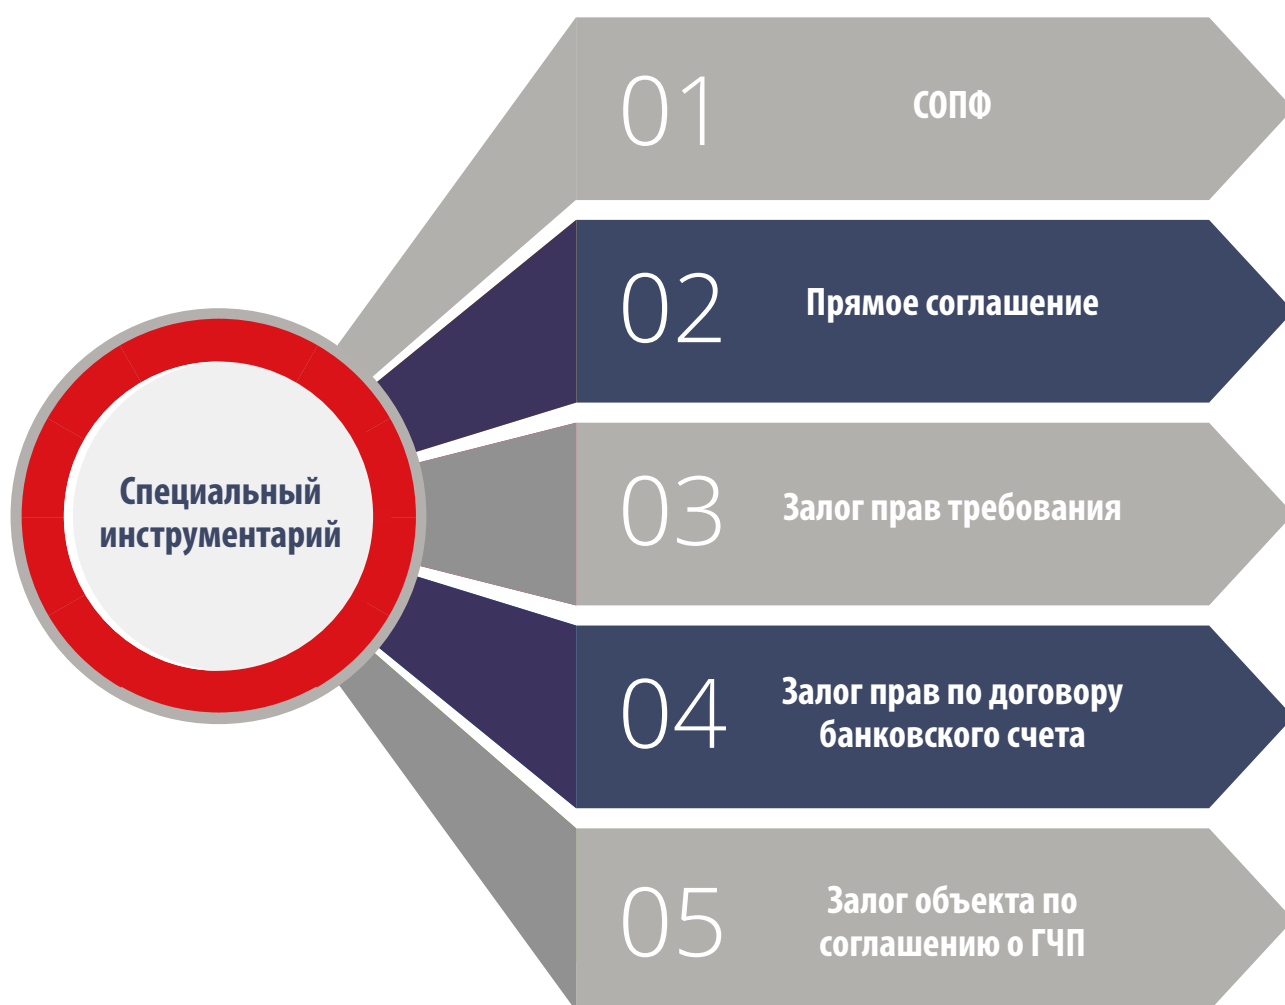 Специальный
инструментарий
01
СОПФ
02
Прямое соглашение
03
Залог прав требования
04
Залог прав по договору
банковского счета
05
Залог объекта по
соглашению о ГЧП